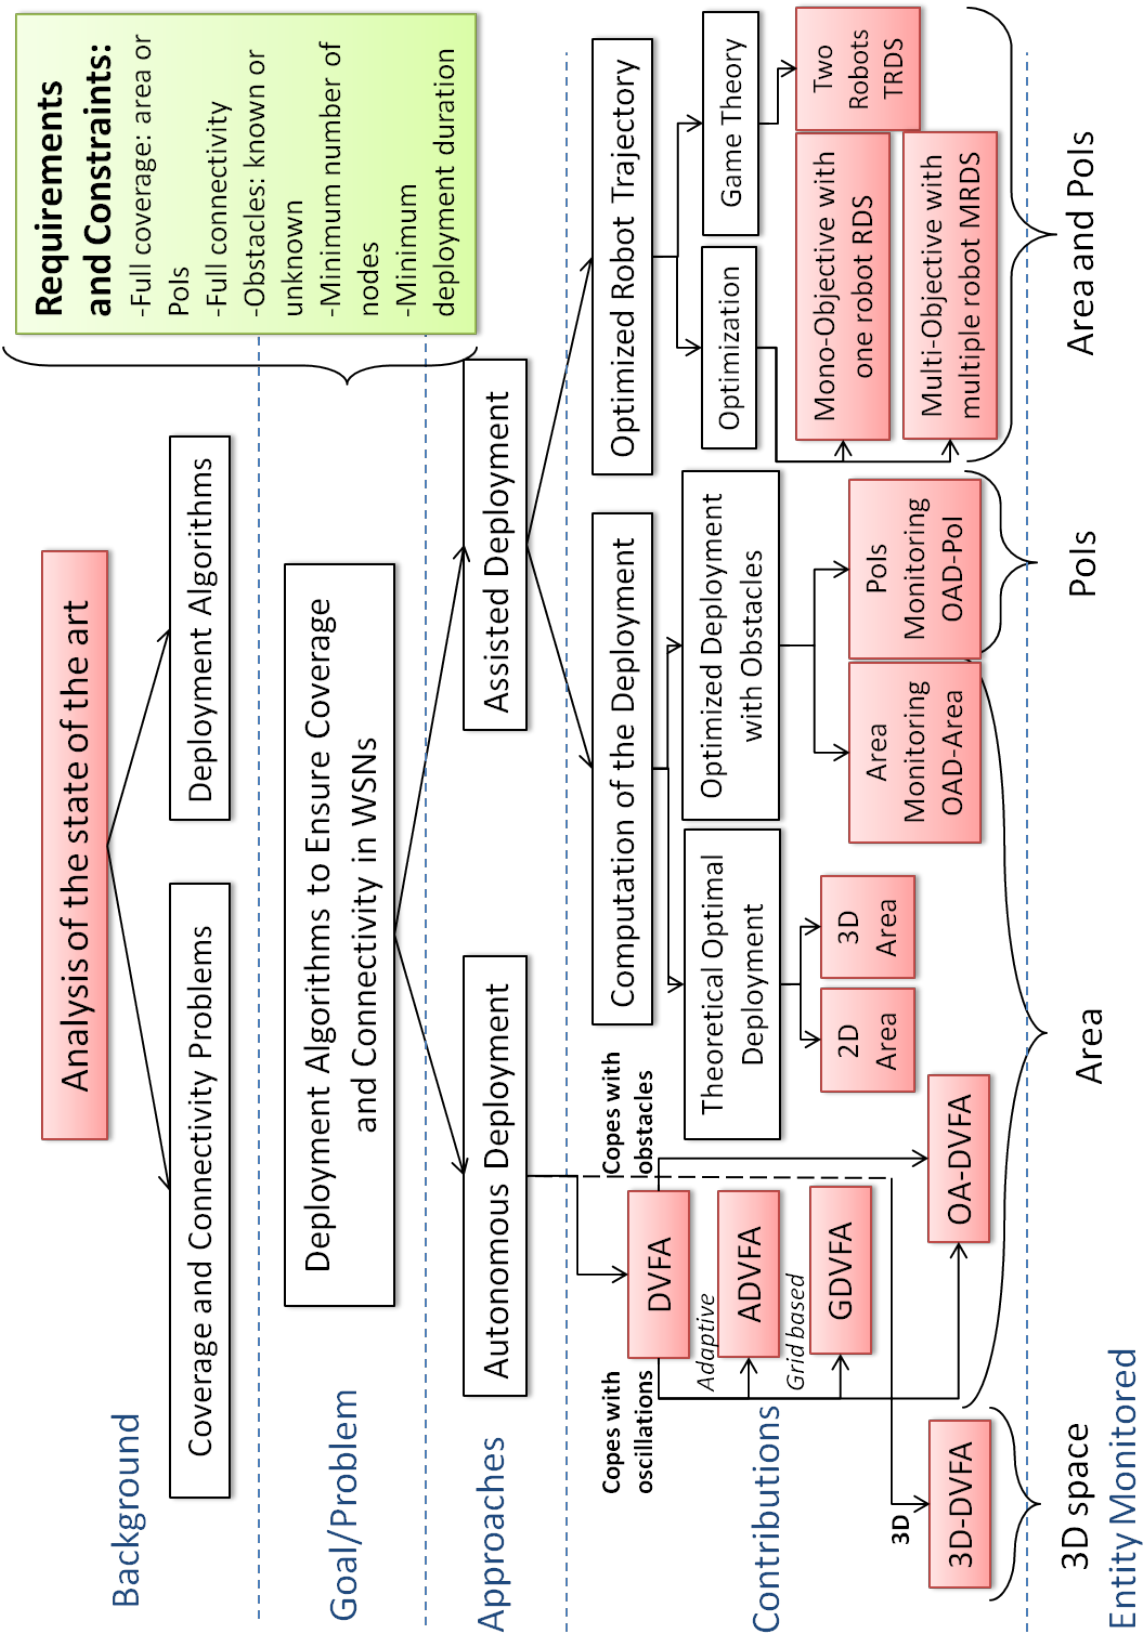 Background
Analysis of the state of the art
Coverage and Connectivity Problems
Deployment Algorithms
Requirements
and Constraints:
-Full coverage: area or
PoIs
-Full connectivity
-Obstacles: known or
unknown
-Minimum number of
nodes
-Minimum
deployment duration
Goal/Problem
Deployment Algorithms to Ensure Coverage
and Connectivity in WSNs
Approaches
Autonomous Deployment
Assisted Deployment
Contributions
Copes with
oscillations
DVFA
Copes with
obstacles
Adaptive
ADVFA
Grid based
GDVFA
3D
3D-DVFA
OA-DVFA
Computation of the Deployment
Theoretical Optimal
Deployment
2D
Area
3D
Area
Optimized Deployment
with Obstacles
Area
Monitoring
OAD-Area
PoIs
Monitoring
OAD-PoI
Optimized Robot Trajectory
Optimization
Game Theory
Mono-Objective with
one robot RDS
Multi-Objective with
multiple robot MRDS
Two
Robots
TRDS
3D space
Area
PoIs
Area and PoIs
Entity Monitored